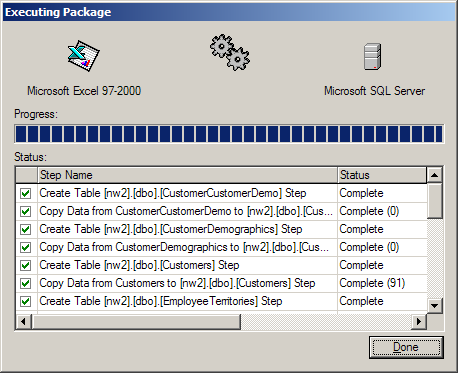 Executing Package
Microsoft Excel 97-2000 Microsoft SQL Server
Progress:
Status:
Step Name Status
Create Table [nw2].[dbo].[CustomerCustomerDemo] Step Complete
Copy Data from CustomerCustomerDemo to [nw2].[dbo].[Cus... Complete (0)
Create Table [nw2].[dbo].[CustomerDemographics] Step Complete
Copy Data from CustomerDemographics to [nw2].[dbo].[Cus... Complete (0)
Create Table [nw2].[dbo].[Customers] Step Complete
Copy Data from Customers to [nw2].[dbo].[Customers] Step Complete (91)
Create Table [nw2].[dbo].[EmployeeTerritories] Step Complete
Done